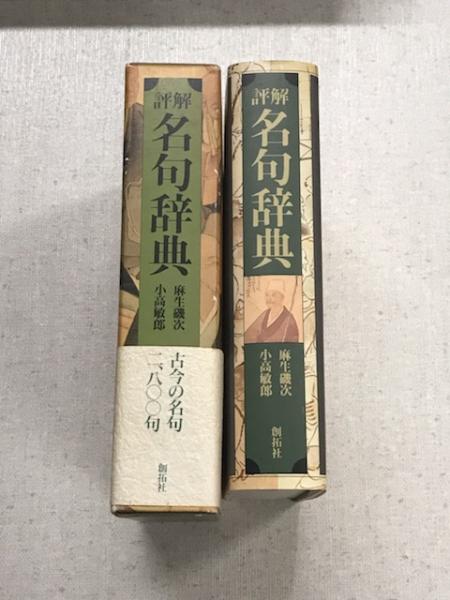 評解
名句辞典
麻生磯次
小高敏郎
古今の名句
二、八〇〇句
創拓社
評解
名句辞典
麻生磯次
小高敏郎
創拓社